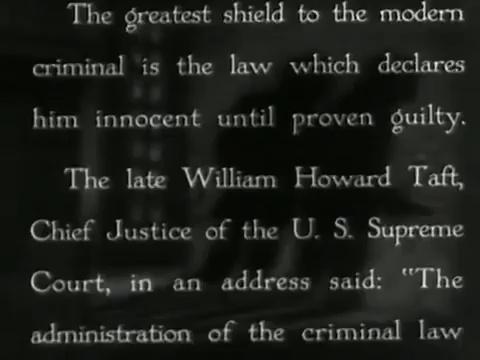 The greatest shield to the modern
criminal is the law which declares
him innocent until proven guilty.
The late William Howard Taft,
Chief Justice of the U. S. Supreme
Court, in an address said: "The
administration of the criminal law